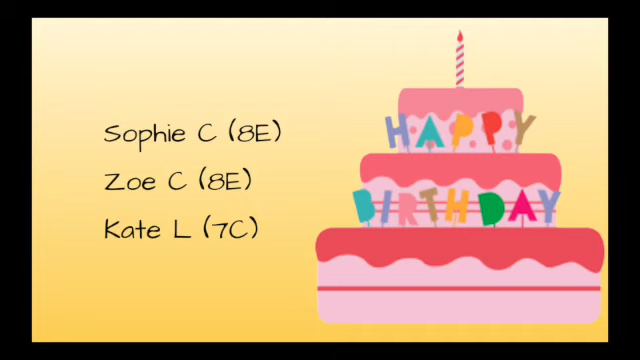 Sophie C (8E)
Zoe C (8E)
Kate L (7C)
HAPPY
BIRTHDAY